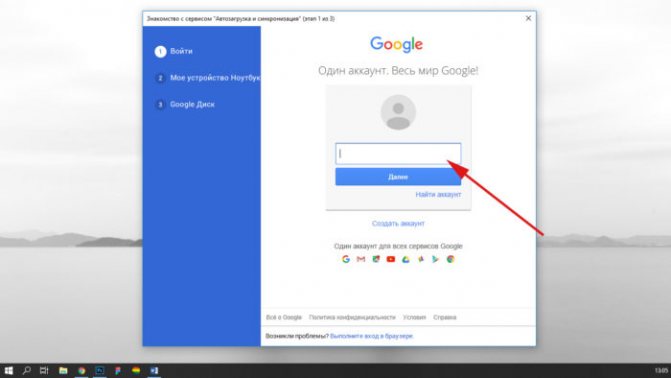 Знакомство с сервисом "Автозагрузка и синхронизация" (этап 1 из 3)
1 Войти
2 Мое устройство Ноутбук
3 Google Диск
Google
Один аккаунт. Весь мир Google!
Далее
Найти аккаунт
Создать аккаунт
Один аккаунт для всех сервисов Google
Всё о Google Политика конфиденциальности Условия Справка
Возникли проблемы? Выполните вход в браузере.
13:05